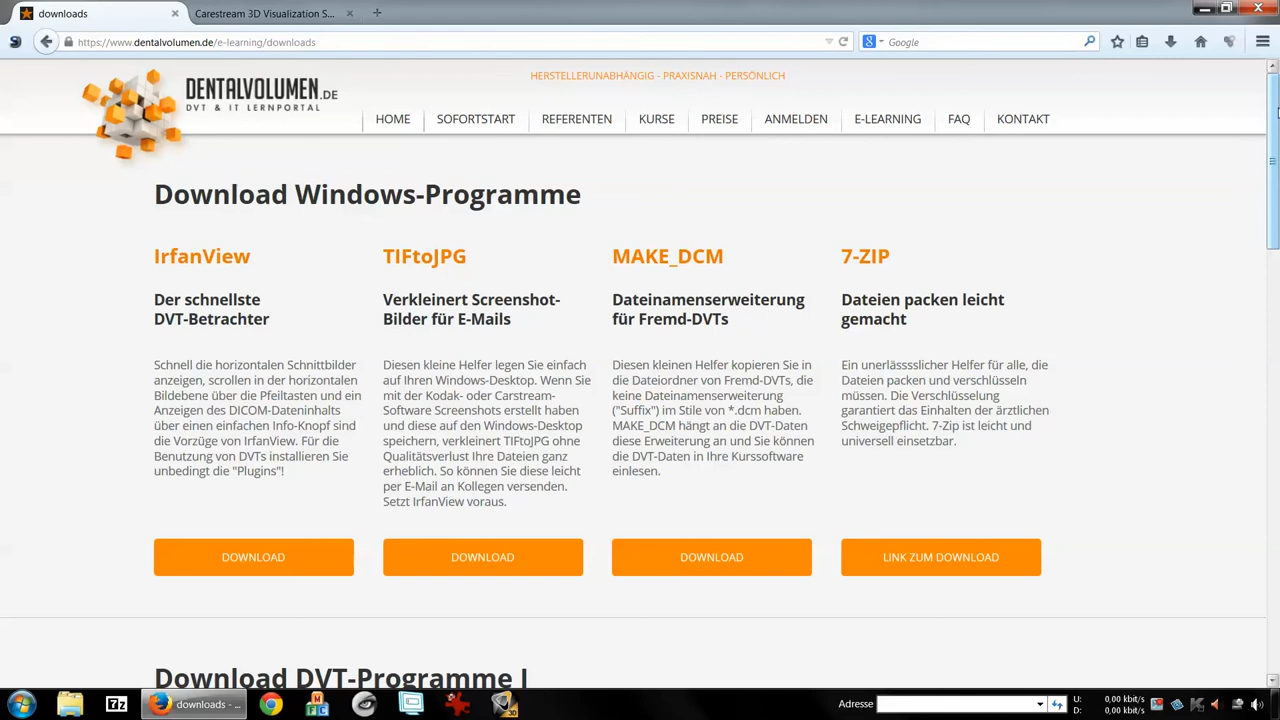 downloads
Carestream 3D Visualization S...
https://www.dentalvolumen.de/e-learning/downloads
Google
DENTALVOLUMEN.DE
DVT & IT LERNPORTAL
HERSTELLERUNABHÄNGIG - PRAXISNAH - PERSÖNLICH
HOME
SOFORTSTART
REFERENTEN
KURSE
PREISE
ANMELDEN
E-LEARNING
FAQ
KONTAKT
Download Windows-Programme
IrfanView
Der schnellste
DVT-Betrachter
Schnell die horizontalen Schnittbilder
anzeigen, scrollen in der horizontalen
Bildebene über die Pfeiltasten und ein
Anzeigen des DICOM-Dateninhalts
über einen einfachen Info-Knopf sind
die Vorzüge von IrfanView. Für die
Benutzung von DVTs installieren Sie
unbedingt die "Plugins"!
DOWNLOAD
TIFtoJPG
Verkleinert Screenshot-
Bilder für E-Mails
Diesen kleine Helfer legen Sie einfach
auf Ihren Windows-Desktop. Wenn Sie
mit der Kodak- oder Carestream-
Software Screenshots erstellt haben
und diese auf den Windows-Desktop
speichern, verkleinert TIFtoJPG ohne
Qualitätsverlust Ihre Dateien ganz
erheblich. So können Sie diese leicht
per E-Mail an Kollegen versenden.
Setzt IrfanView voraus.
DOWNLOAD
MAKE_DCM
Dateinamenserweiterung
für Fremd-DVTs
Diesen kleinen Helfer kopieren Sie in
die Dateiordner von Fremd-DVTs, die
keine Dateinamenserweiterung
("Suffix") im Stile von *.dcm haben.
MAKE_DCM hängt an die DVT-Daten
diese Erweiterung an und Sie können
die DVT-Daten in Ihre Kurssoftware
einlesen.
DOWNLOAD
7-ZIP
Dateien packen leicht
gemacht
Ein unerlässsslicher Helfer für alle, die
Dateien packen und verschlüseln
müssen. Die Verschlüsselung
garantiert das Einhalten der ärztlichen
Schweigepflicht. 7-Zip ist leicht und
universell einsetzbar.
LINK ZUM DOWNLOAD
Download DVT-Programme I
7z
downloads - ...
Adresse
U: 0,00 kbit/s
D: 0,00 kbit/s